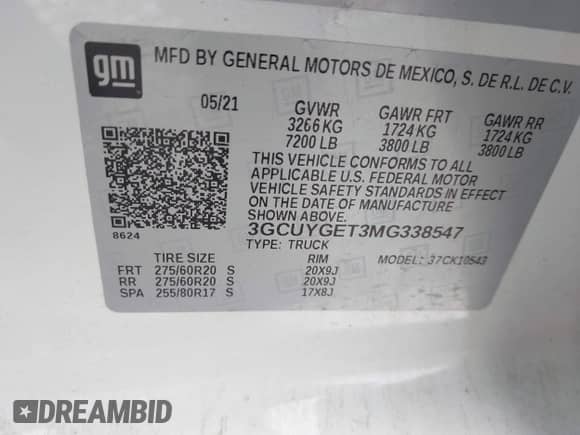 gm
MFD BY GENERAL MOTORS DE MEXICO, S. DE R.L. DE C.V.
05/21 GVWR GAWR FRT GAWR RR
3266 KG 1724 KG 1724 KG
7200 LB 3800 LB 3800 LB
THIS VEHICLE CONFORMS TO ALL
APPLICABLE U.S. FEDERAL MOTOR
VEHICLE SAFETY STANDARDS IN EFFECT
ON THE DATE OF MANUFACTURE
SHOWN ABOVE.
8624
3GCUYGET3MG338547
TYPE: TRUCK
TIRE SIZE RIM MODEL: 37CK10543
FRT 275/60R20 S 20X9J
RR 275/60R20 S 20X9J
SPA 255/80R17 S 17X8J
DREAMBID